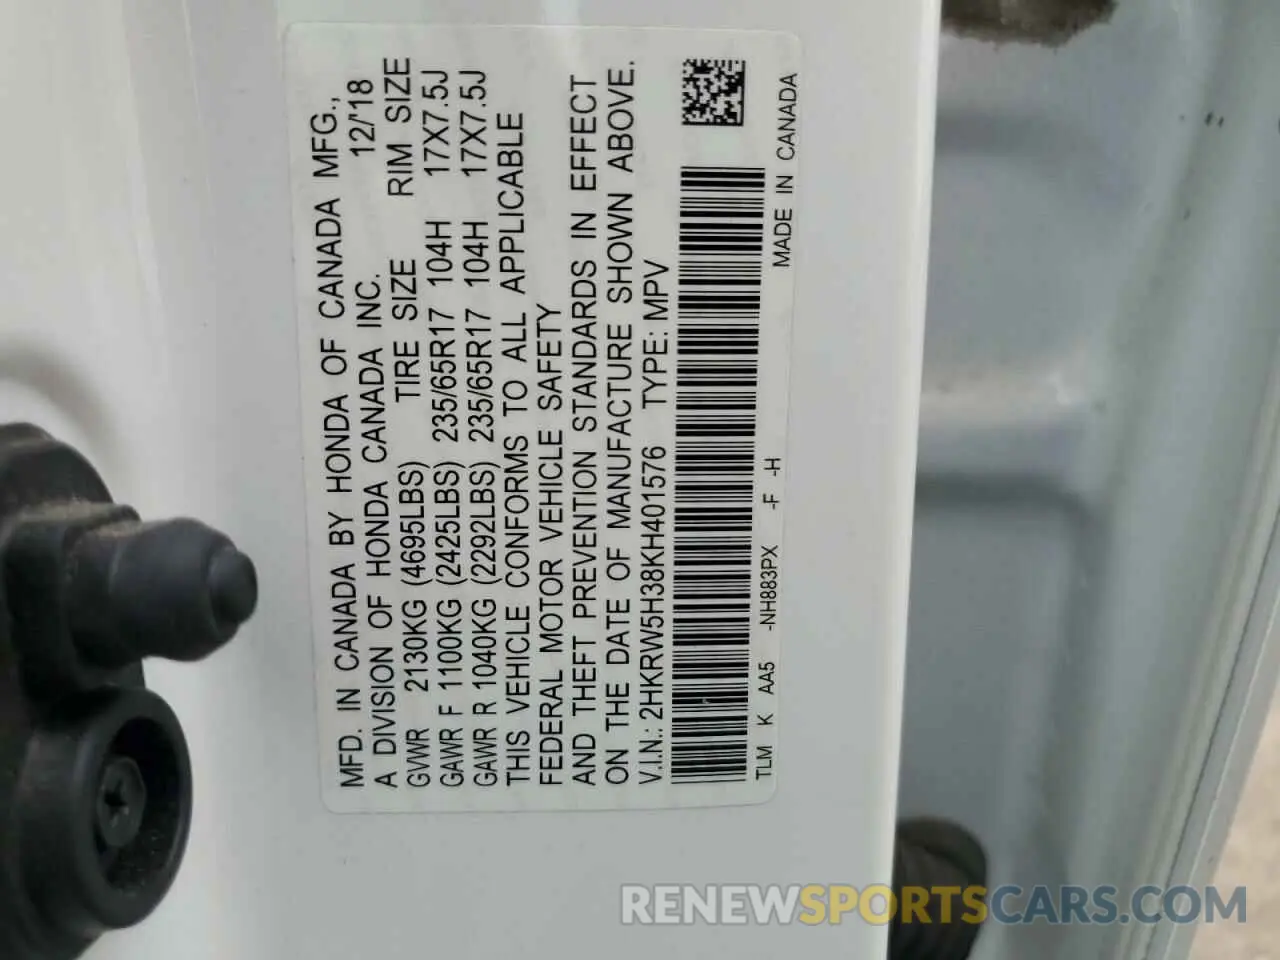 MFD. IN CANADA BY HONDA OF CANADA MFG.,
A DIVISION OF HONDA CANADA INC. 12/'18
GVWR 2130KG (4695LBS) TIRE SIZE RIM SIZE
GAWR F 1100KG (2425LBS) 235/65R17 104H 17X7.5J
GAWR R 1040KG (2292LBS) 235/65R17 104H 17X7.5J
THIS VEHICLE CONFORMS TO ALL APPLICABLE
FEDERAL MOTOR VEHICLE SAFETY
AND THEFT PREVENTION STANDARDS IN EFFECT
ON THE DATE OF MANUFACTURE SHOWN ABOVE.
V.I.N.: 2HKRW5H38KH401576 TYPE: MPV
TLM K AA5 -NH883PX -F -H
MADE IN CANADA
RENEWSPORTSCARS.COM